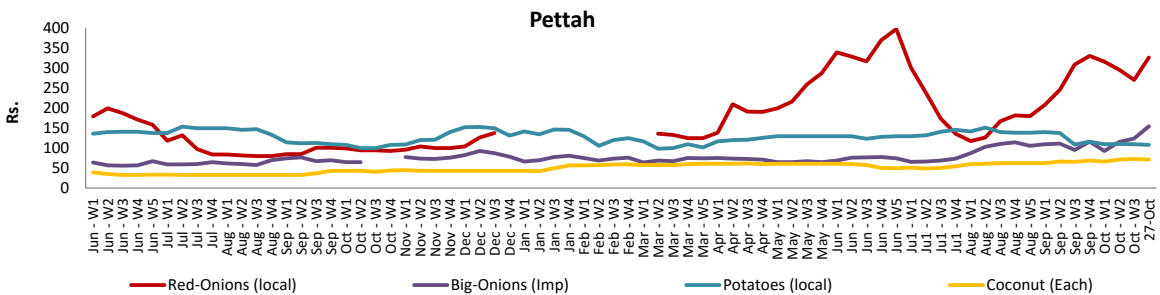 Pettah
Rs.
400
350
300
250
200
150
100
50
0
Jun - W1
Jun - W2
Jun - W3
Jun - W4
Jun - W5
Jul - W1
Jul - W2
Jul - W3
Jul - W4
Aug - W1
Aug - W2
Aug - W3
Aug - W4
Sep - W1
Sep - W2
Sep - W3
Sep - W4
Oct - W1
Oct - W2
Oct - W3
Oct - W4
Nov - W1
Nov - W2
Nov - W3
Nov - W4
Dec - W1
Dec - W2
Dec - W3
Dec - W4
Jan - W1
Jan - W2
Jan - W3
Jan - W4
Feb - W1
Feb - W2
Feb - W3
Feb - W4
Mar - W1
Mar - W2
Mar - W3
Mar - W4
Mar - W5
Apr - W1
Apr - W2
Apr - W3
Apr - W4
May - W1
May - W2
May - W3
May - W4
Jun - W1
Jun - W2
Jun - W3
Jun - W4
Jun - W5
Ju1 - W1
Ju1 - W2
Ju1 - W3
Ju1 - W4
Aug - W1
Aug - W2
Aug - W3
Aug - W4
Aug - W5
Sep - W1
Sep - W2
Sep - W3
Sep - W4
Oct - W1
Oct - W2
Oct - W3
27-Oct
Red-Onions (local) Big-Onions (Imp) Potatoes (local) Coconut (Each)